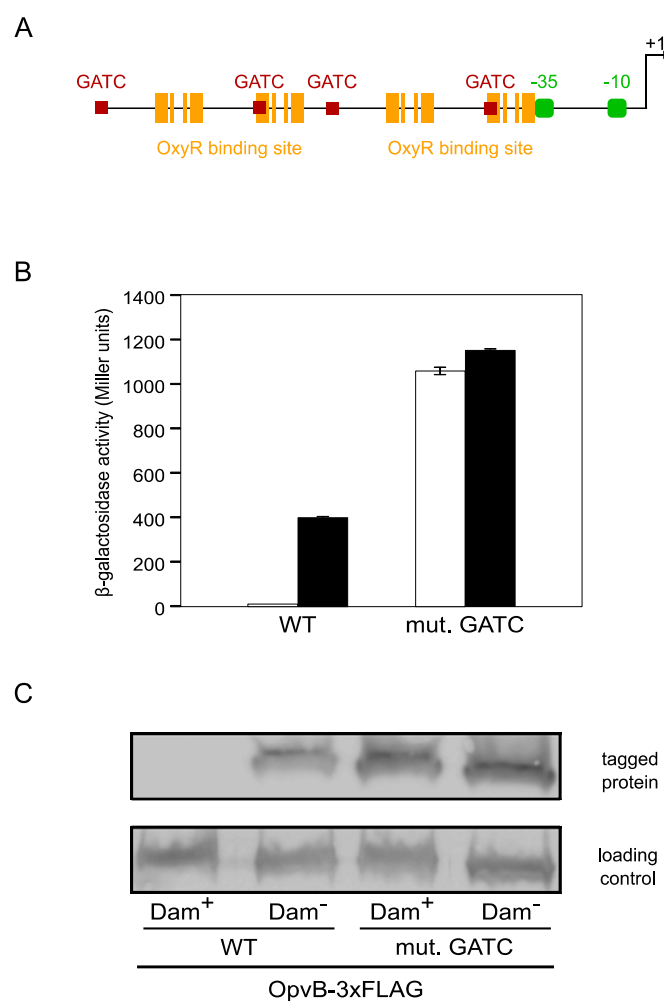 A
+1
GATC GATC GATC GATC -35 -10
OxyR binding site OxyR binding site
B
β-galactosidase activity (Miller units)
1400
1200
1000
800
600
400
200
0
WT mut. GATC
C
tagged
protein
loading
control
Dam+ Dam- Dam+ Dam-
WT mut. GATC
OpvB-3xFLAG